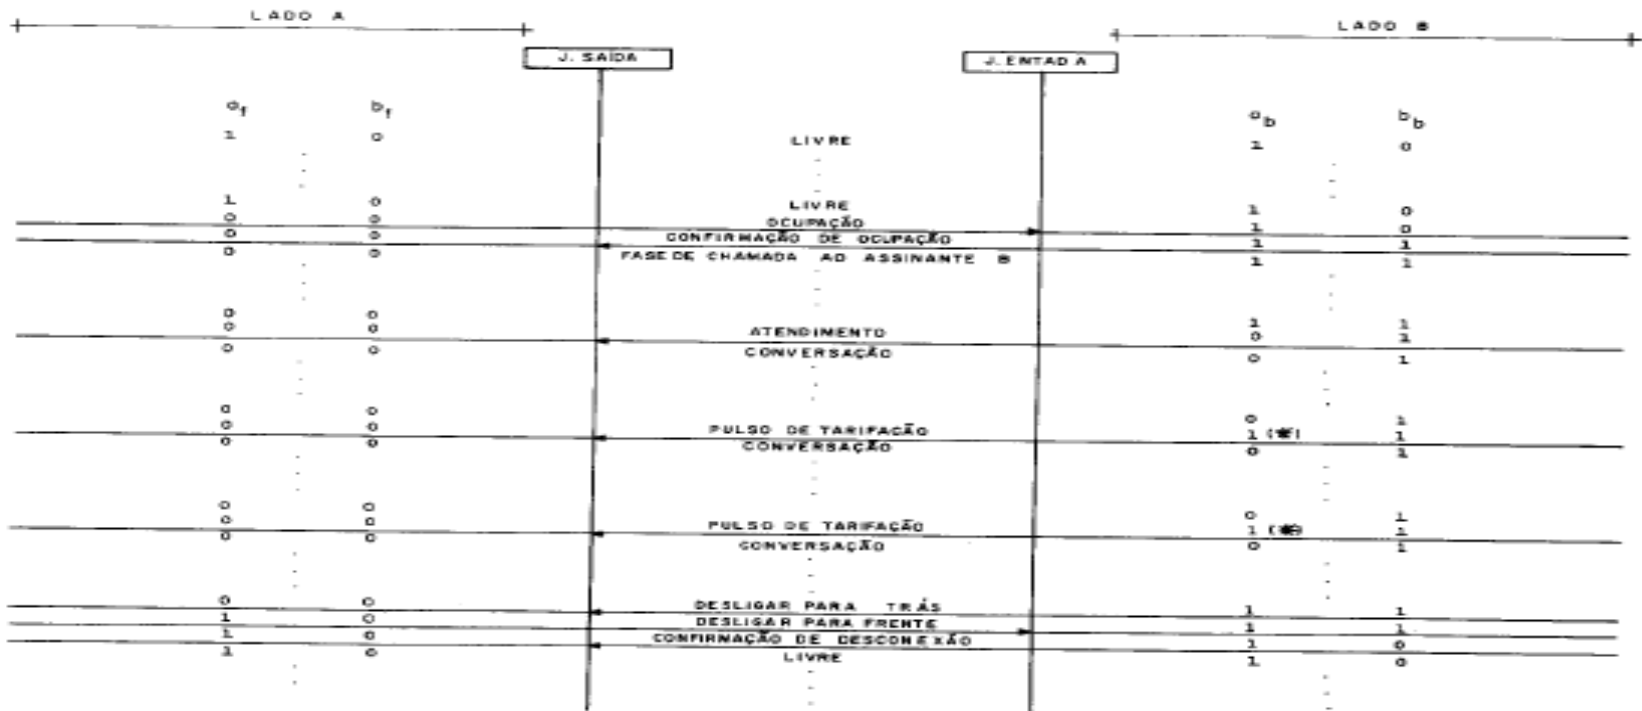 LADO A
LADO B
J. SAÍDA
J. ENTADA
af bf ab bb
1 0 LIVRE 1 0
1 0 LIVRE 1 0
0 0 OCUPAÇÃO 1 0
0 0 CONFIRMAÇÃO DE OCUPAÇÃO 1 1
0 0 FASE DE CHAMADA AO ASSINANTE B 1 1
0 0 1 1
0 0 ATENDIMENTO 0 1
0 0 CONVERSAÇÃO 0 1
0 0 0 1
0 0 PULSO DE TARIFAÇÃO 1 (*) 1
0 0 CONVERSAÇÃO 0 1
0 0 0 1
0 0 PULSO DE TARIFAÇÃO 1 (*) 1
0 0 CONVERSAÇÃO 0 1
0 0 DESLIGAR PARA TRÁS 1 1
1 0 DESLIGAR PARA FRENTE 1 1
1 0 CONFIRMAÇÃO DE DESCONEXÃO 1 0
1 0 LIVRE 1 0